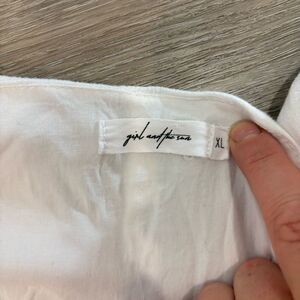 girl and the sun
XL